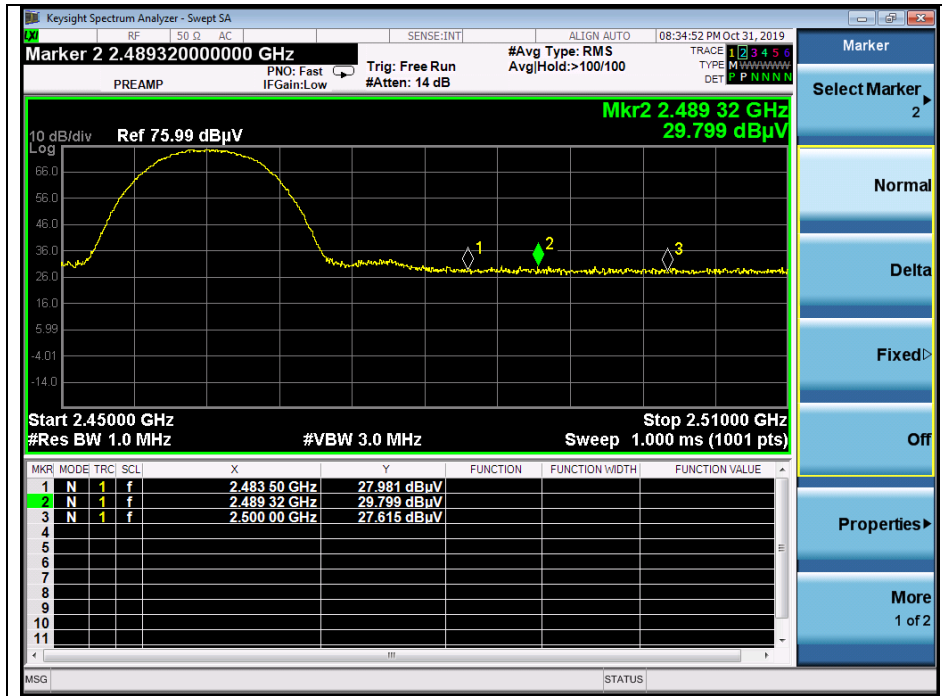 Keysight Spectrum Analyzer - Swept SA
LXI RF 50 Ω AC SENSE:INT ALIGN AUTO 08:34:52 PM Oct 31, 2019
Marker 2 2.489320000000 GHz
PREAMP
PNO: Fast
IFGain:Low
Trig: Free Run
#Atten: 14 dB
#Avg Type: RMS
Avg|Hold:>100/100
TRACE 1 2 3 4 5 6
TYPE M W W W W W
DET P P N N N N
Mkr2 2.489 32 GHz
29.799 dBµV
10 dB/div Ref 75.99 dBµV
Log
66.0
56.0
46.0
36.0
26.0
16.0
5.99
-4.01
-14.0
1
2
3
Start 2.45000 GHz Stop 2.51000 GHz
#Res BW 1.0 MHz #VBW 3.0 MHz Sweep 1.000 ms (1001 pts)
MKR MODE TRC SCL X Y FUNCTION FUNCTION WIDTH FUNCTION VALUE
1 N 1 f 2.483 50 GHz 27.981 dBµV
2 N 1 f 2.489 32 GHz 29.799 dBµV
3 N 1 f 2.500 00 GHz 27.615 dBµV
4
5
6
7
8
9
10
11
MSG STATUS
Marker
Select Marker
2
Normal
Delta
Fixed
Off
Properties
More
1 of 2